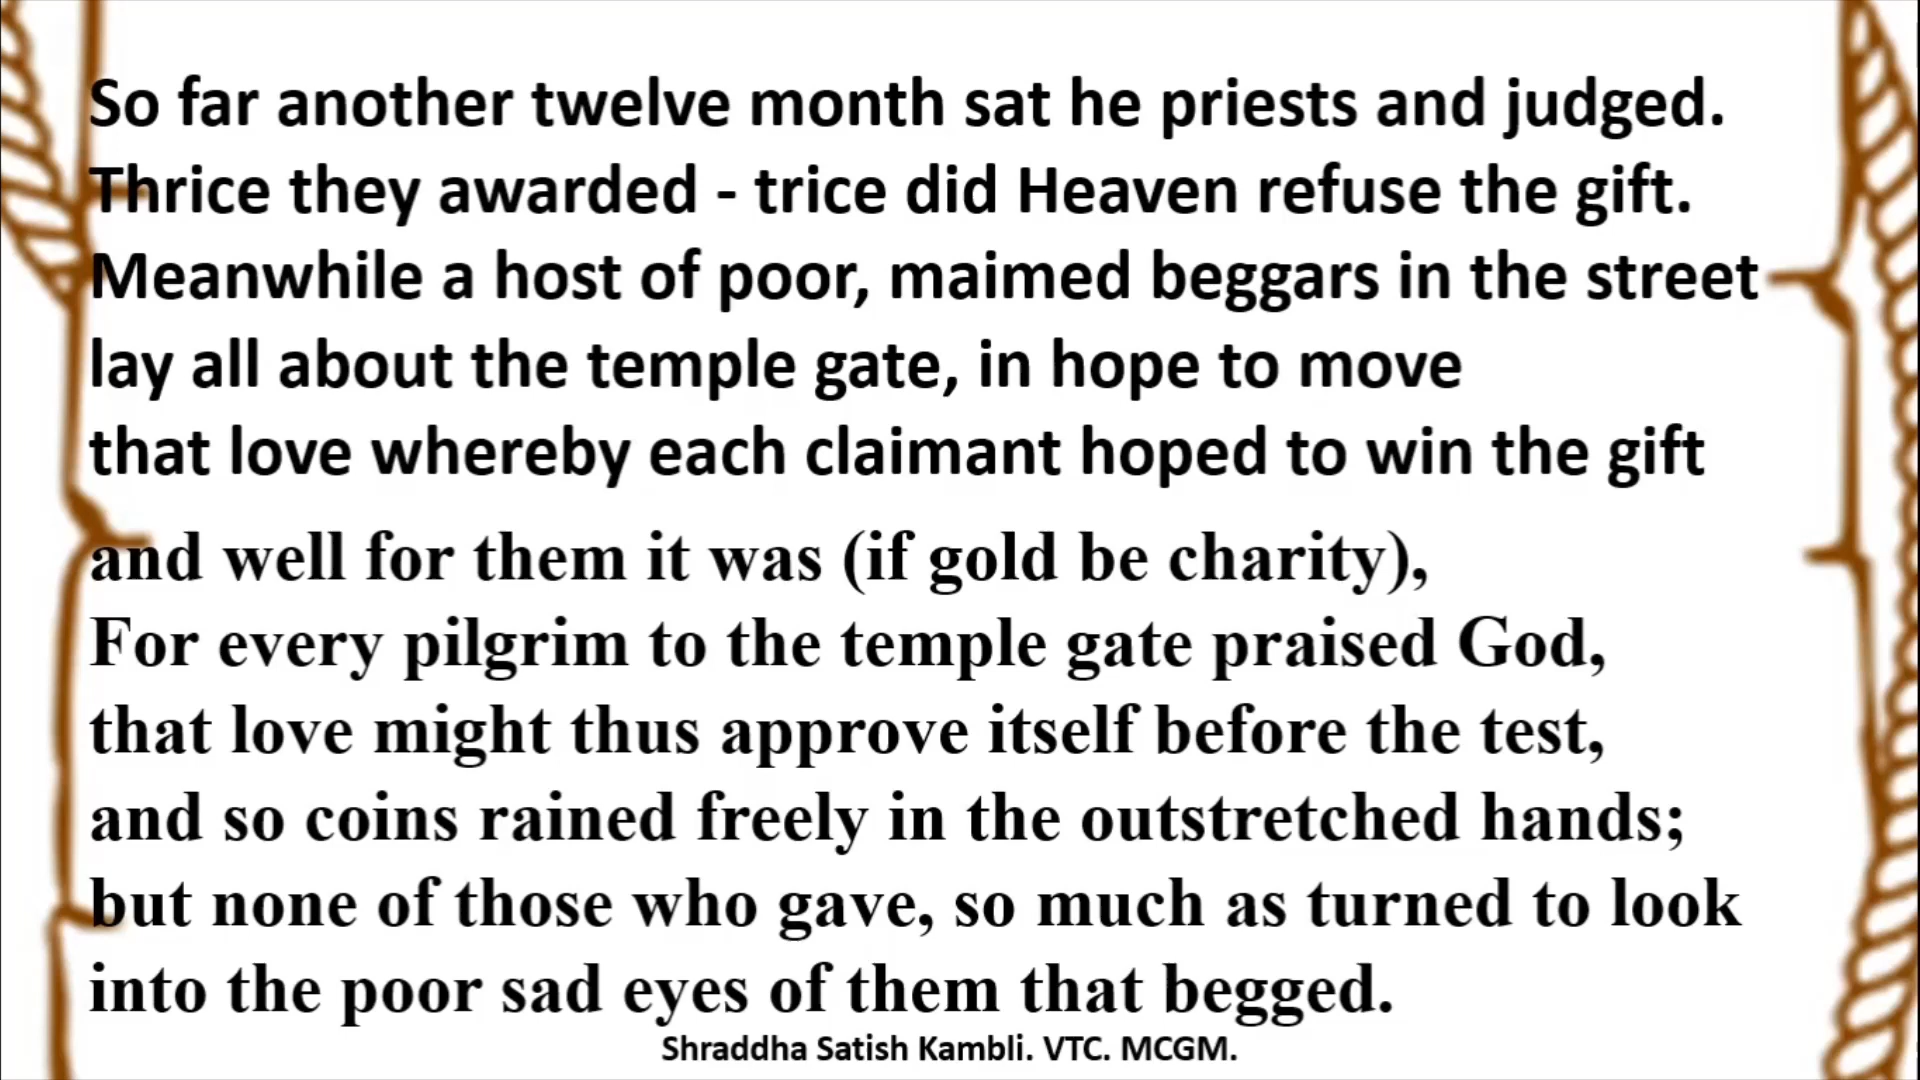 So far another twelve month sat he priests and judged.
Thrice they awarded - trice did Heaven refuse the gift.
Meanwhile a host of poor, maimed beggars in the street
lay all about the temple gate, in hope to move
that love whereby each claimant hoped to win the gift
and well for them it was (if gold be charity),
For every pilgrim to the temple gate praised God,
that love might thus approve itself before the test,
and so coins rained freely in the outstretched hands;
but none of those who gave, so much as turned to look
into the poor sad eyes of them that begged.
Shraddha Satish Kambli. VTC. MCGM.